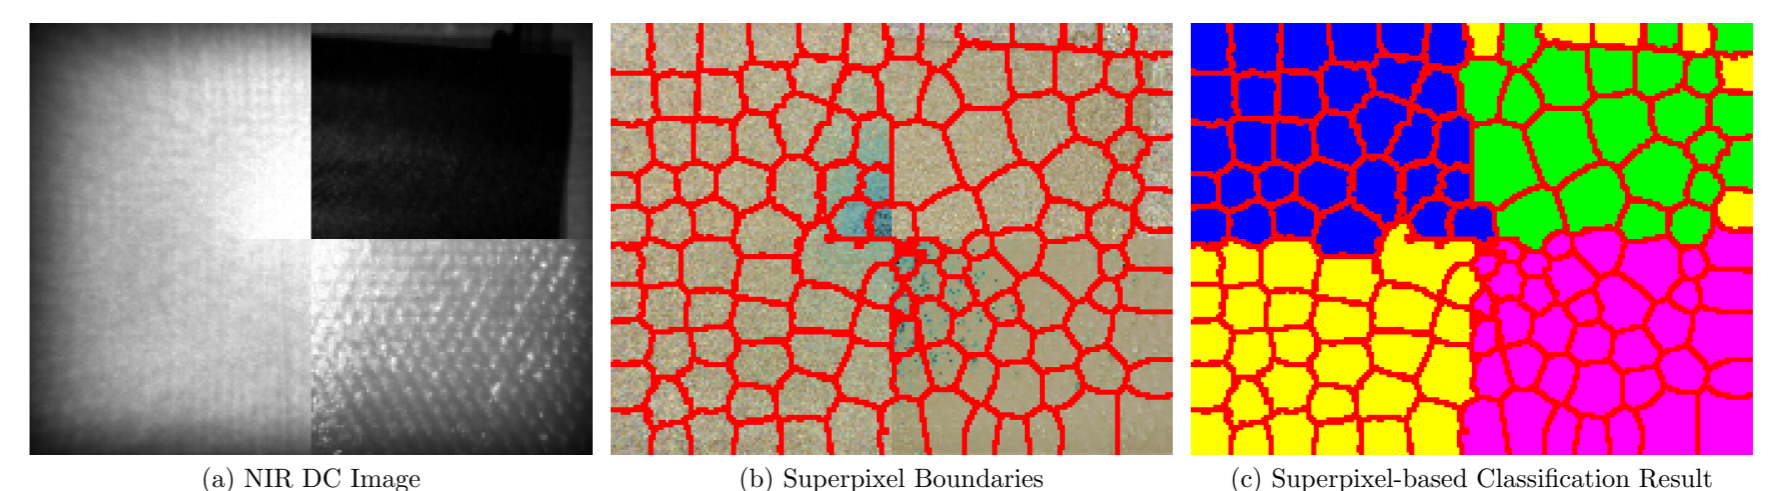 (a) NIR DC Image
(b) Superpixel Boundaries
(c) Superpixel-based Classification Result